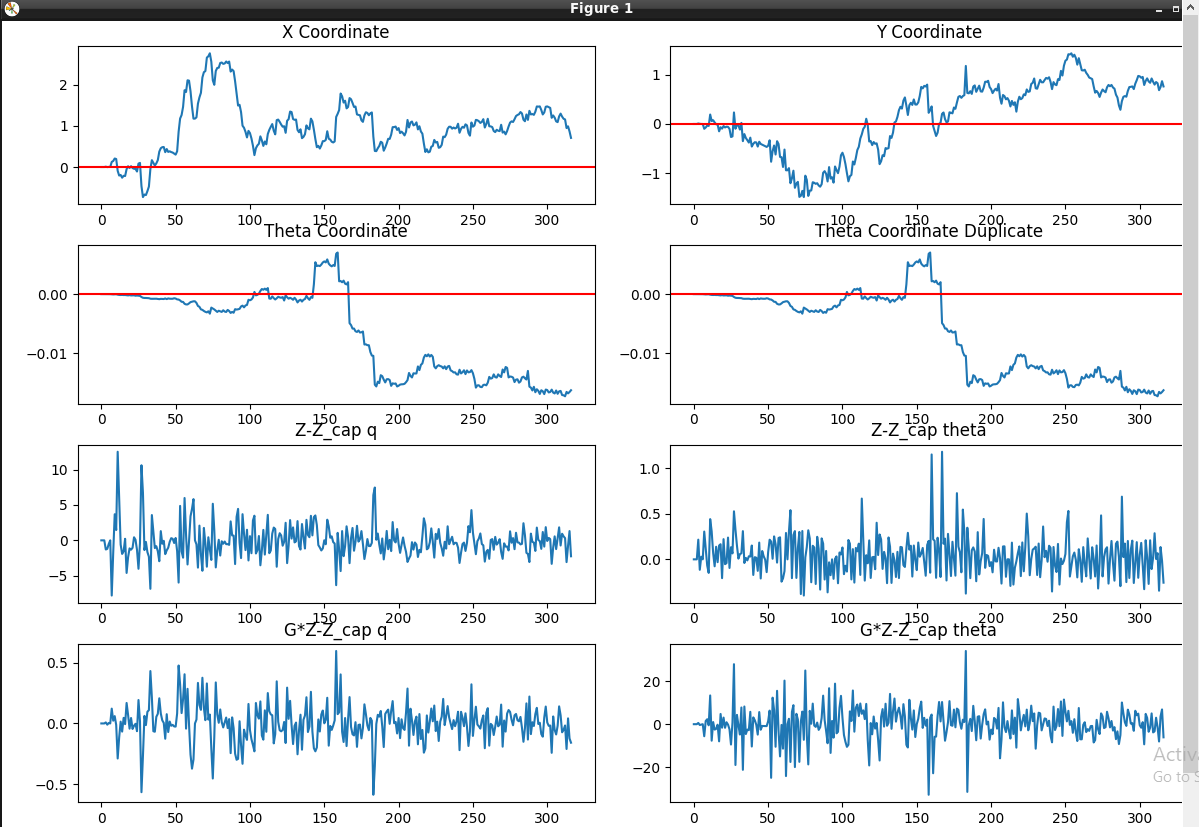 Figure 1
X Coordinate
Y Coordinate
2
1
0
1
0
−1
0 50 100 150 200 250 300
0 50 100 150 200 250 300
Theta Coordinate
Theta Coordinate Duplicate
0.00
−0.01
0.00
−0.01
0 50 100 150 200 250 300
0 50 100 150 200 250 300
Z-Z_cap q
Z-Z_cap theta
10
5
0
−5
1.0
0.5
0.0
0 50 100 150 200 250 300
0 50 100 150 200 250 300
G*Z-Z_cap q
G*Z-Z_cap theta
0.5
0.0
−0.5
20
0
−20
0 50 100 150 200 250 300
0 50 100 150 200 250 300
Activ
Go to S